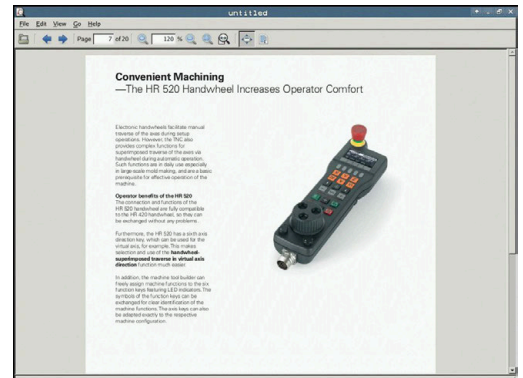 untitled
File Edit View Go Help
Page 7 of 20 120 %
Convenient Machining
—The HR 520 Handwheel Increases Operator Comfort
Electronic handwheels facilitate manual
traverse of the axes during setup
operations. However, the TNC also
provides complex functions for
superimposed traverse of the axes via
handwheel during automatic operation.
Such functions are in daily use especially
in large-scale mold making, and are a basic
prerequisite for effective operation of the
machine.
Operator benefits of the HR 520
The connection and functions of the
HR 520 handwheel are fully compatible
to the HR 420 handwheel, so they can
be exchanged without any problems.
Furthermore, the HR 520 has a sixth axis
direction key, which can be used for the
virtual axis, for example. This makes
selection and use of the handwheel-
superimposed traverse in virtual axis
direction function much easier.
In addition, the machine tool builder can
freely assign machine functions to the six
function keys featuring LED indicators. The
symbols of the function keys can be
exchanged for clear identification of the
machine functions. The axis keys can also
be adapted exactly to the respective
machine configuration.